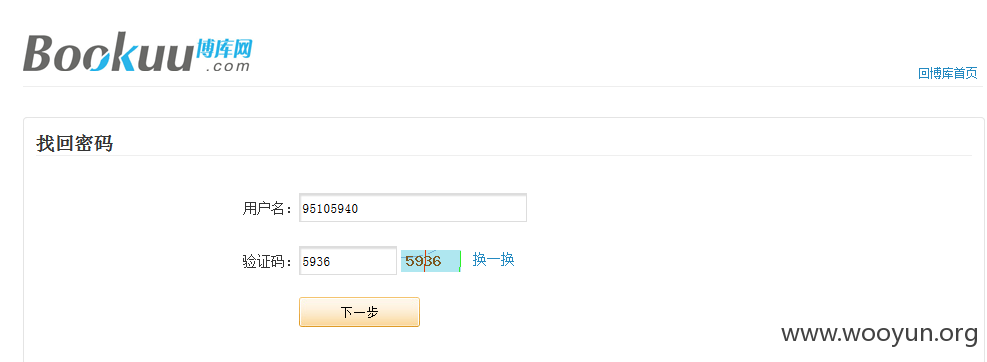 Bookuu博库网
.com
回博库首页
找回密码
用户名： 95105940
验证码： 5936 5936 换一换
下一步
www.wooyun.org